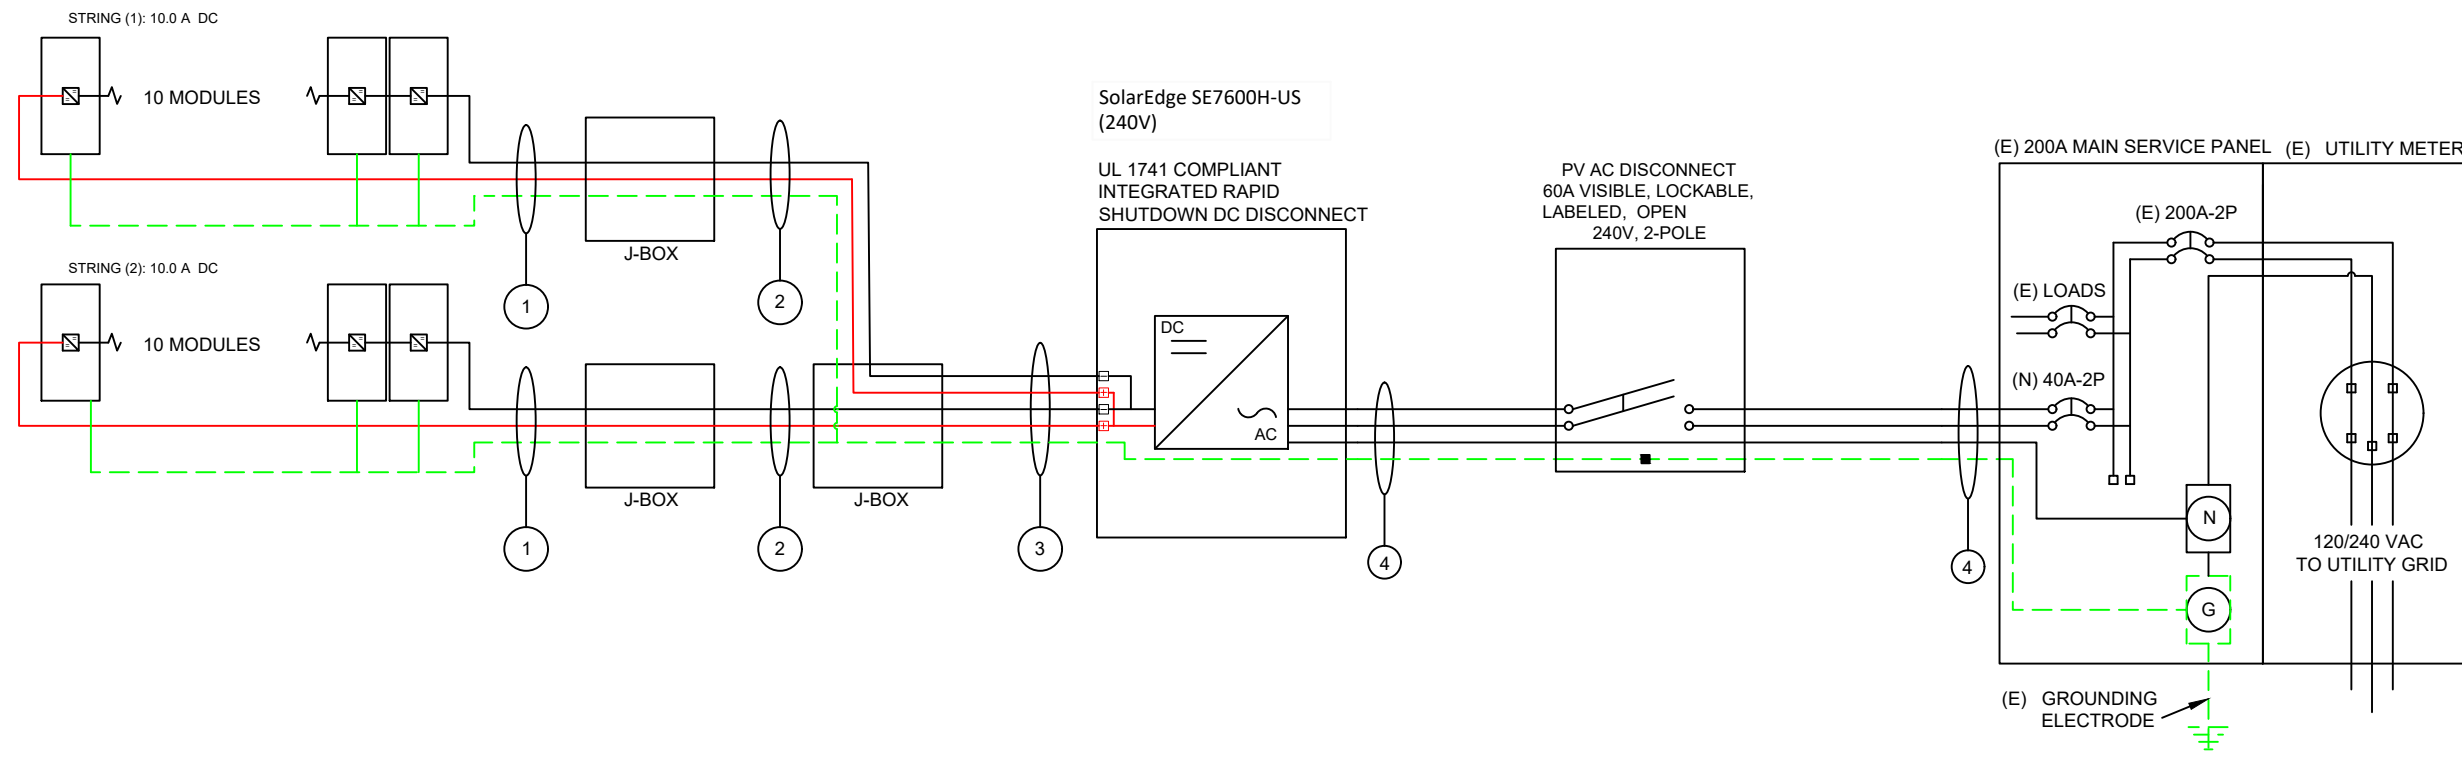 STRING (1): 10.0 A  DC
10 MODULES
J-BOX
1
2
STRING (2): 10.0 A  DC
10 MODULES
J-BOX
J-BOX
1
2
3
SolarEdge SE7600H-US
(240V)
UL 1741 COMPLIANT
INTEGRATED RAPID
SHUTDOWN DC DISCONNECT
DC
AC
4
PV AC DISCONNECT
60A VISIBLE, LOCKABLE,
LABELED,  OPEN
240V, 2-POLE
4
(E) 200A MAIN SERVICE PANEL
(E)   UTILITY METER
(E) 200A-2P
(E) LOADS
(N) 40A-2P
N
G
120/240 VAC
TO UTILITY GRID
(E)   GROUNDING
ELECTRODE